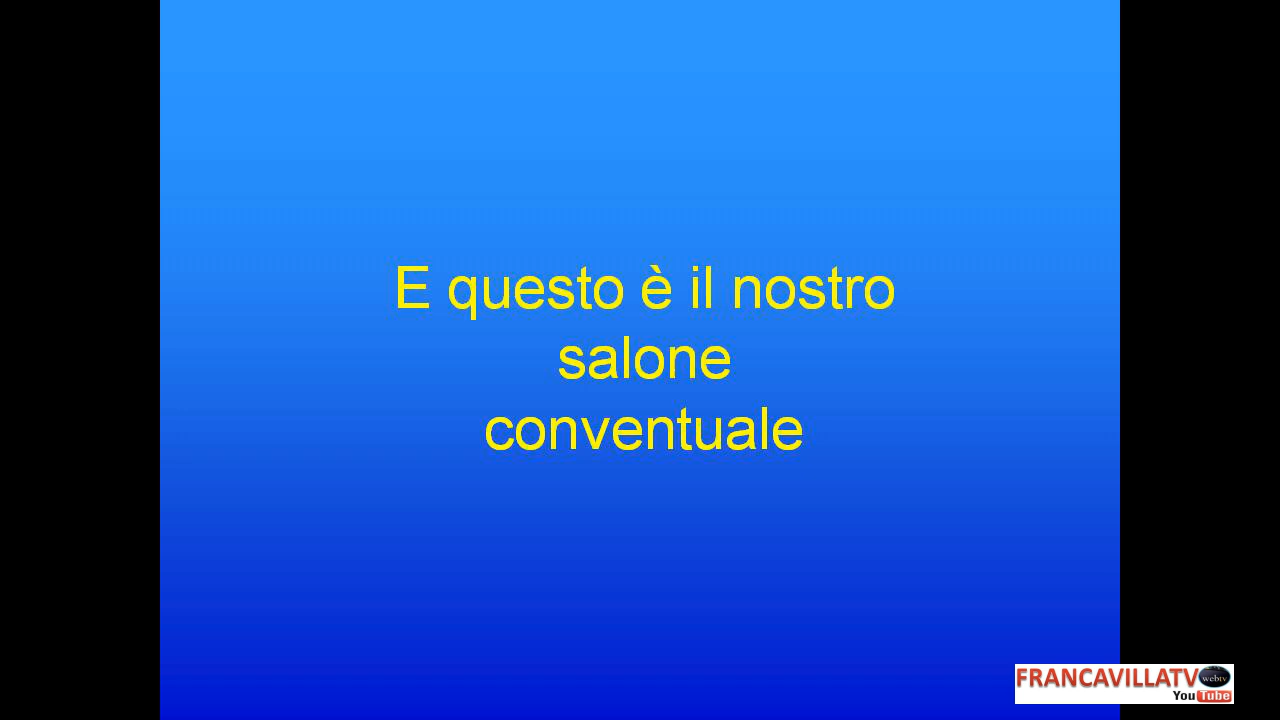 E questo è il nostro
salone
conventuale
FRANCAVILLATV
webtv
YouTube